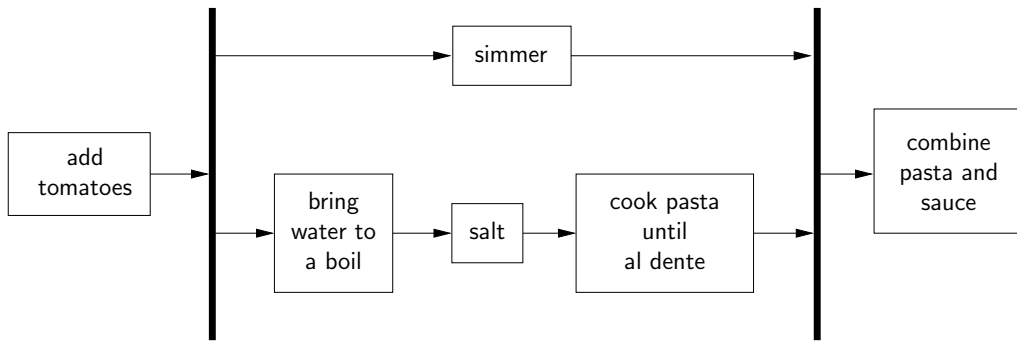 add
tomatoes
simmer
bring
water to
a boil
salt
cook pasta
until
al dente
combine
pasta and
sauce